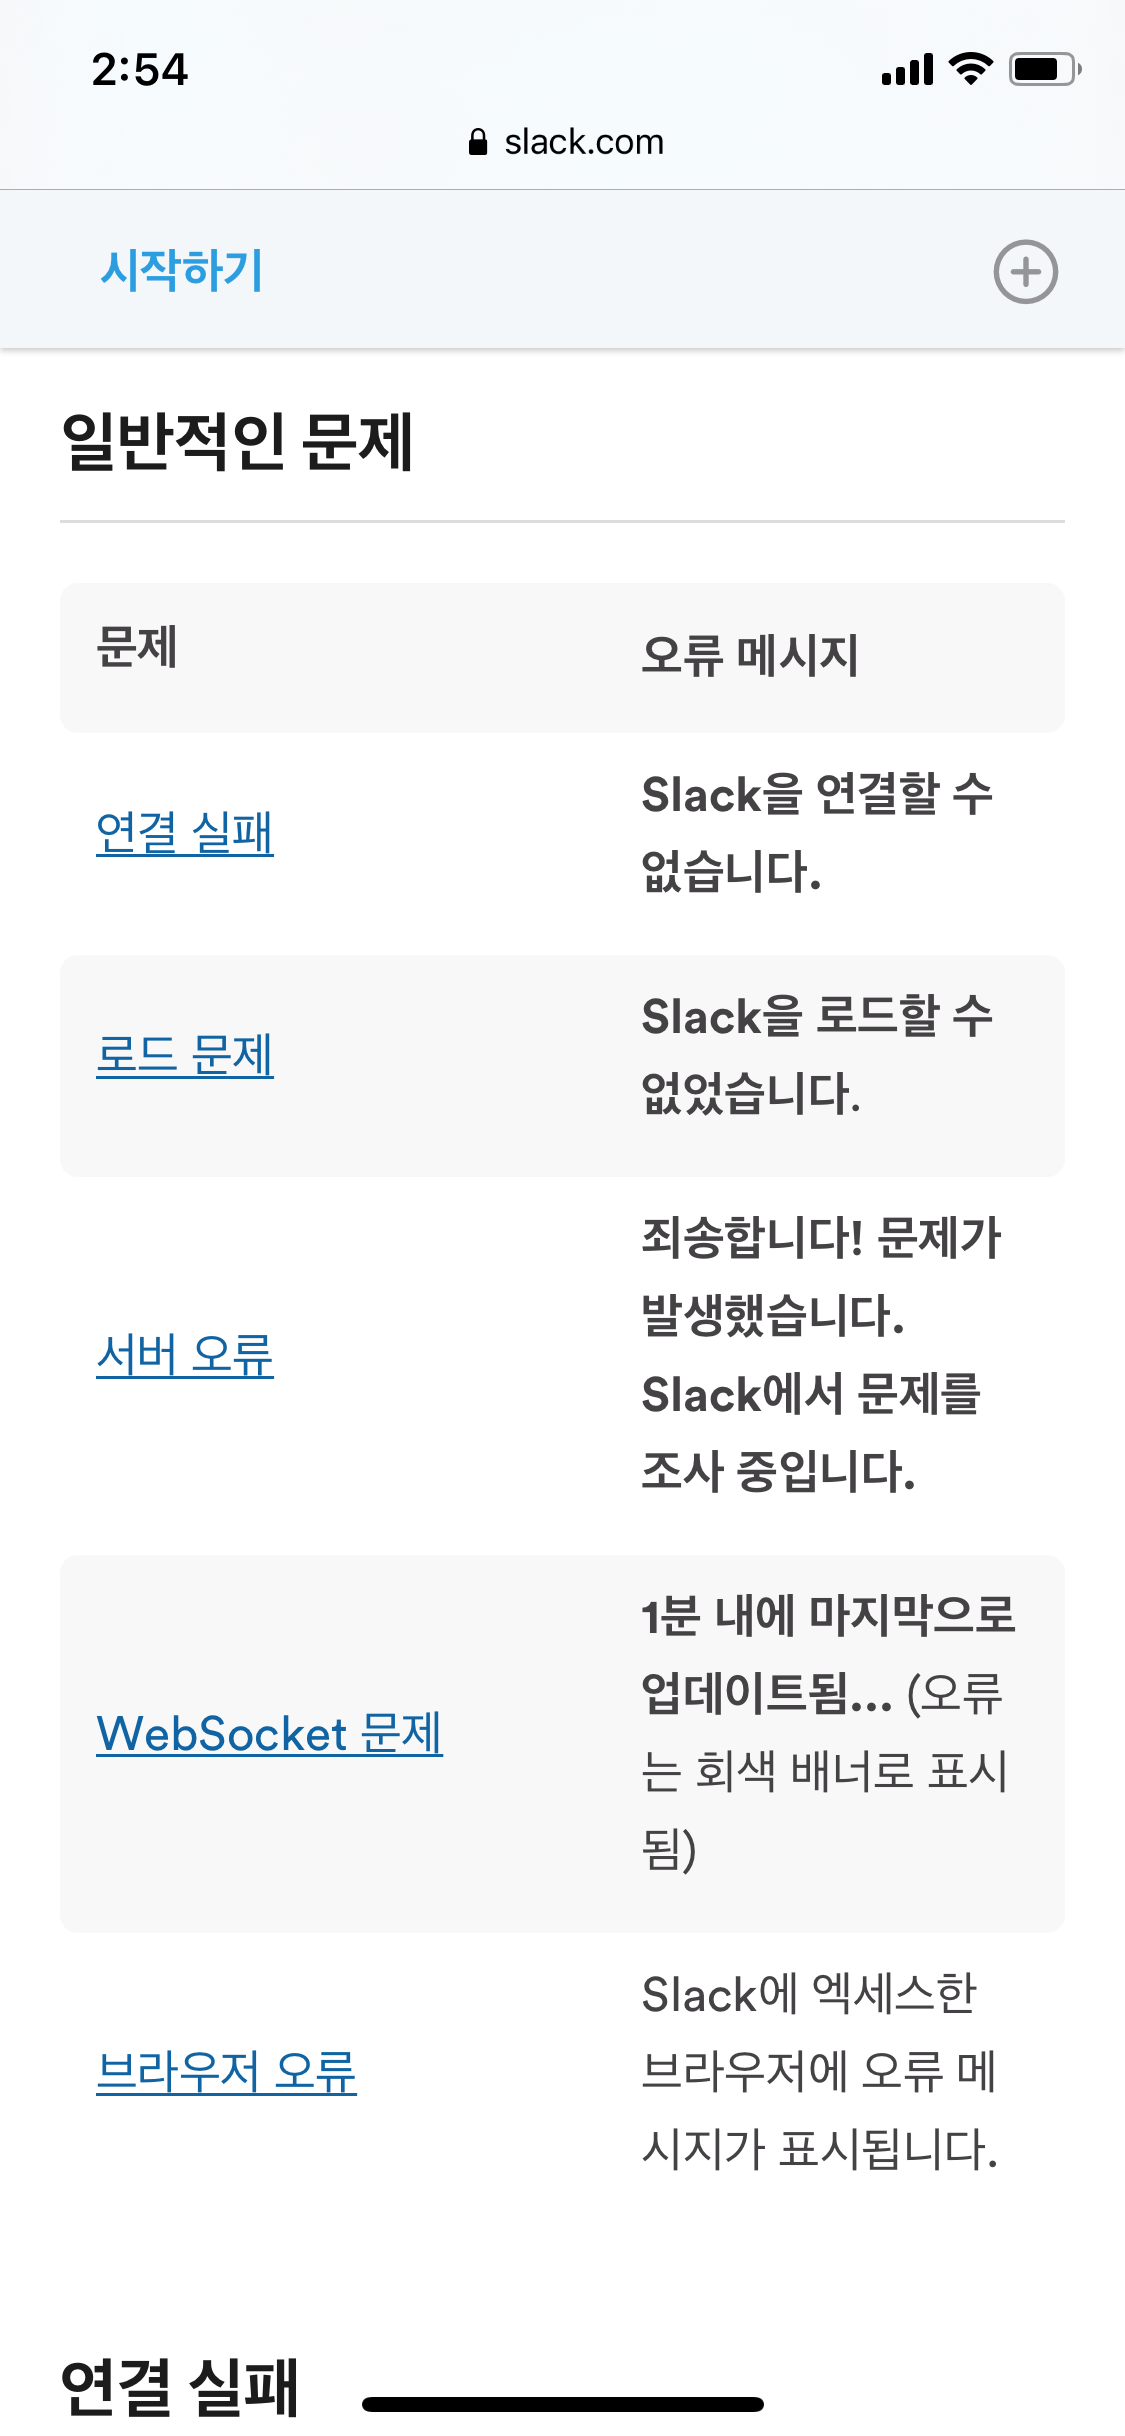 2:54
slack.com
시작하기
일반적인 문제
문제
오류 메시지
연결 실패
Slack을 연결할 수
없습니다.
로드 문제
Slack을 로드할 수
없었습니다.
서버 오류
죄송합니다! 문제가
발생했습니다.
Slack에서 문제를
조사 중입니다.
WebSocket 문제
1분 내에 마지막으로
업데이트됨... (오류
는 회색 배너로 표시
됨)
브라우저 오류
Slack에 엑세스한
브라우저에 오류 메
시지가 표시됩니다.
연결 실패